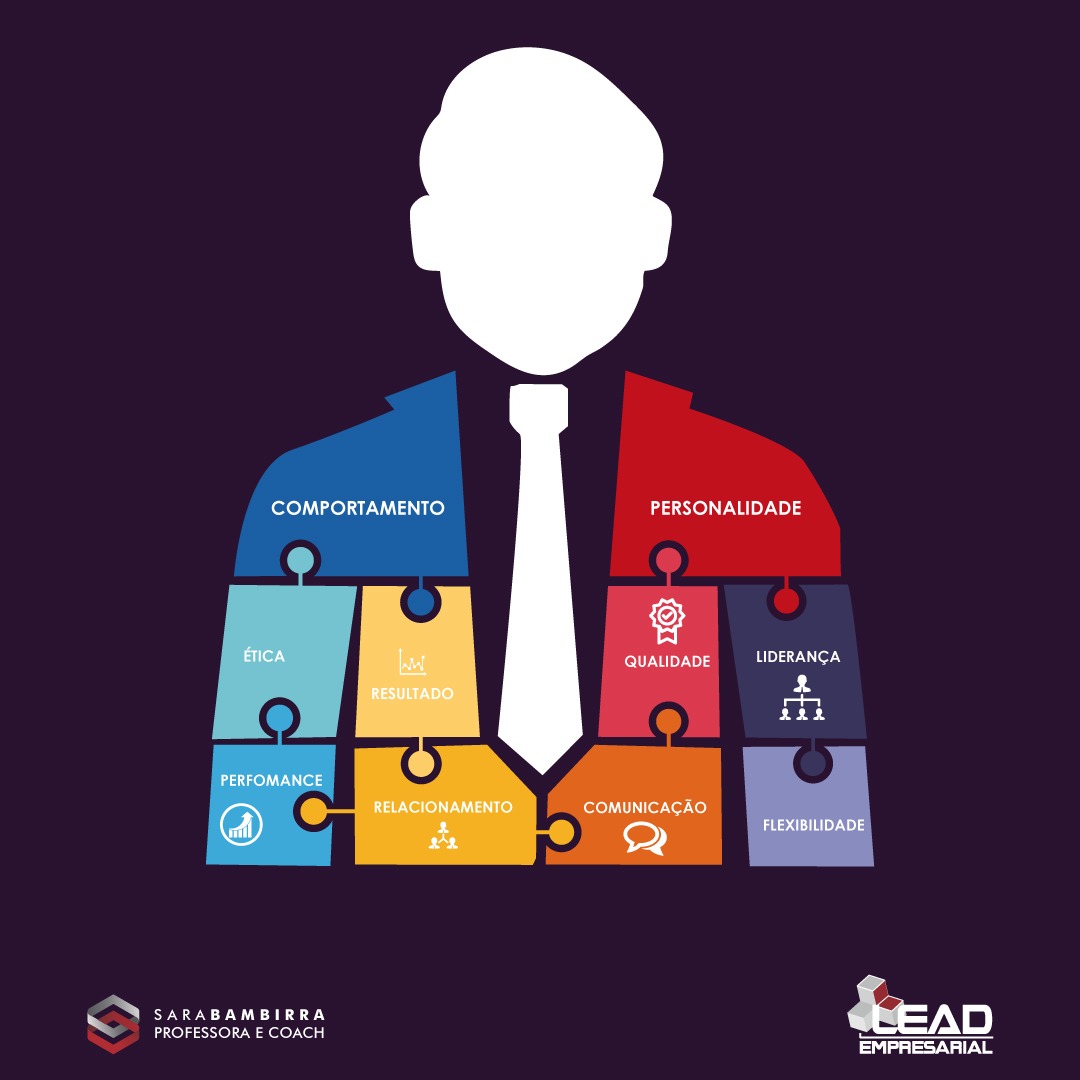 COMPORTAMENTO
PERSONALIDADE
ÉTICA
RESULTADO
QUALIDADE
LIDERANÇA
PERFOMANCE
RELACIONAMENTO
COMUNICAÇÃO
FLEXIBILIDADE
SARABAMBIRRA
PROFESSORA E COACH
LEAD
EMPRESARIAL